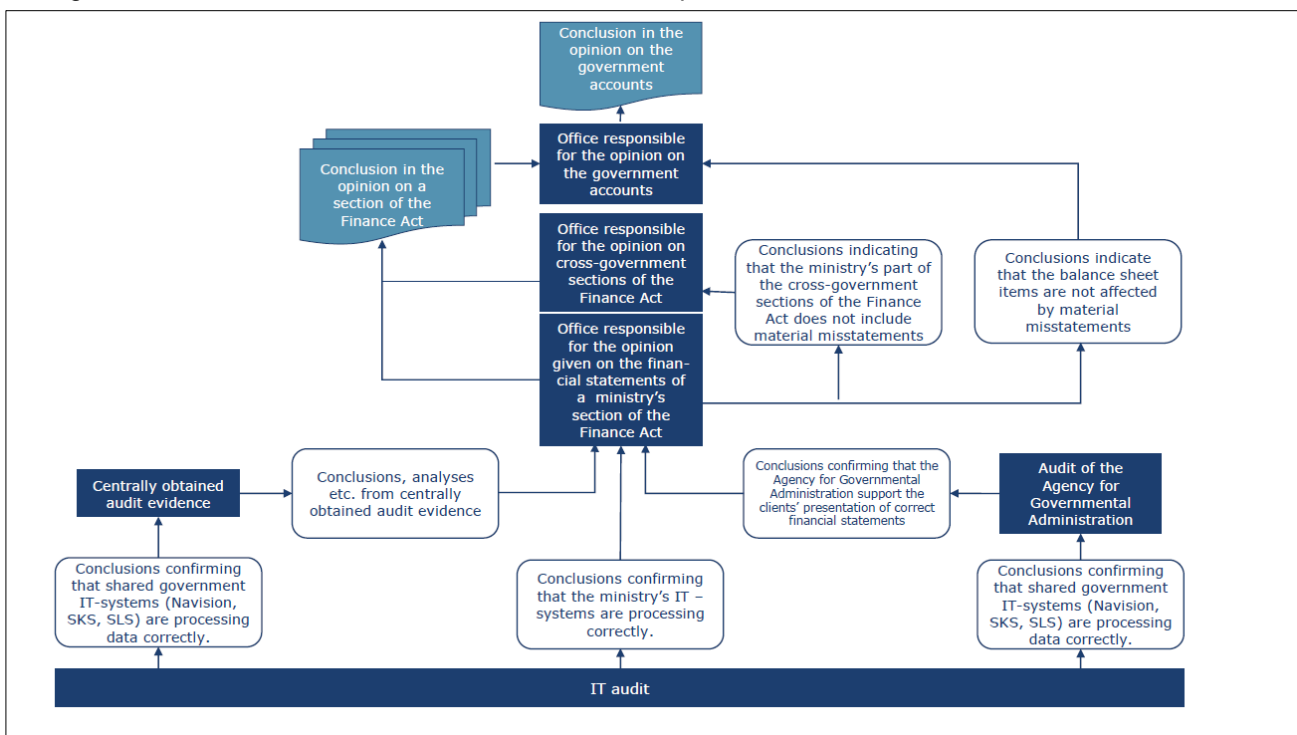 Conclusion in the
opinion on the
government
accounts
Office responsible
for the opinion on
the government
accounts
Conclusion in the
opinion on a
section of the
Finance Act
Office responsible
for the opinion on
cross-government
sections of the
Finance Act
Conclusions indicating
that the ministry's part of
the cross-government
sections of the Finance
Act does not include
material misstatements
Conclusions indicate
that the balance sheet
items are not affected
by material
misstatements
Office responsible
for the opinion
given on the finan-
cial statements of
a ministry's
section of the
Finance Act
Centrally obtained
audit evidence
Conclusions, analyses
etc. from centrally
obtained audit evidence
Conclusions confirming that the
Agency for Governmental
Administration support the
clients' presentation of correct
financial statements
Audit of the
Agency for
Governmental
Administration
Conclusions confirming
that shared government
IT-systems (Navision,
SKS, SLS) are processing
data correctly.
Conclusions confirming
that the ministry's IT –
systems are processing
correctly.
Conclusions confirming
that shared government
IT-systems (Navision,
SKS, SLS) are processing
data correctly.
IT audit